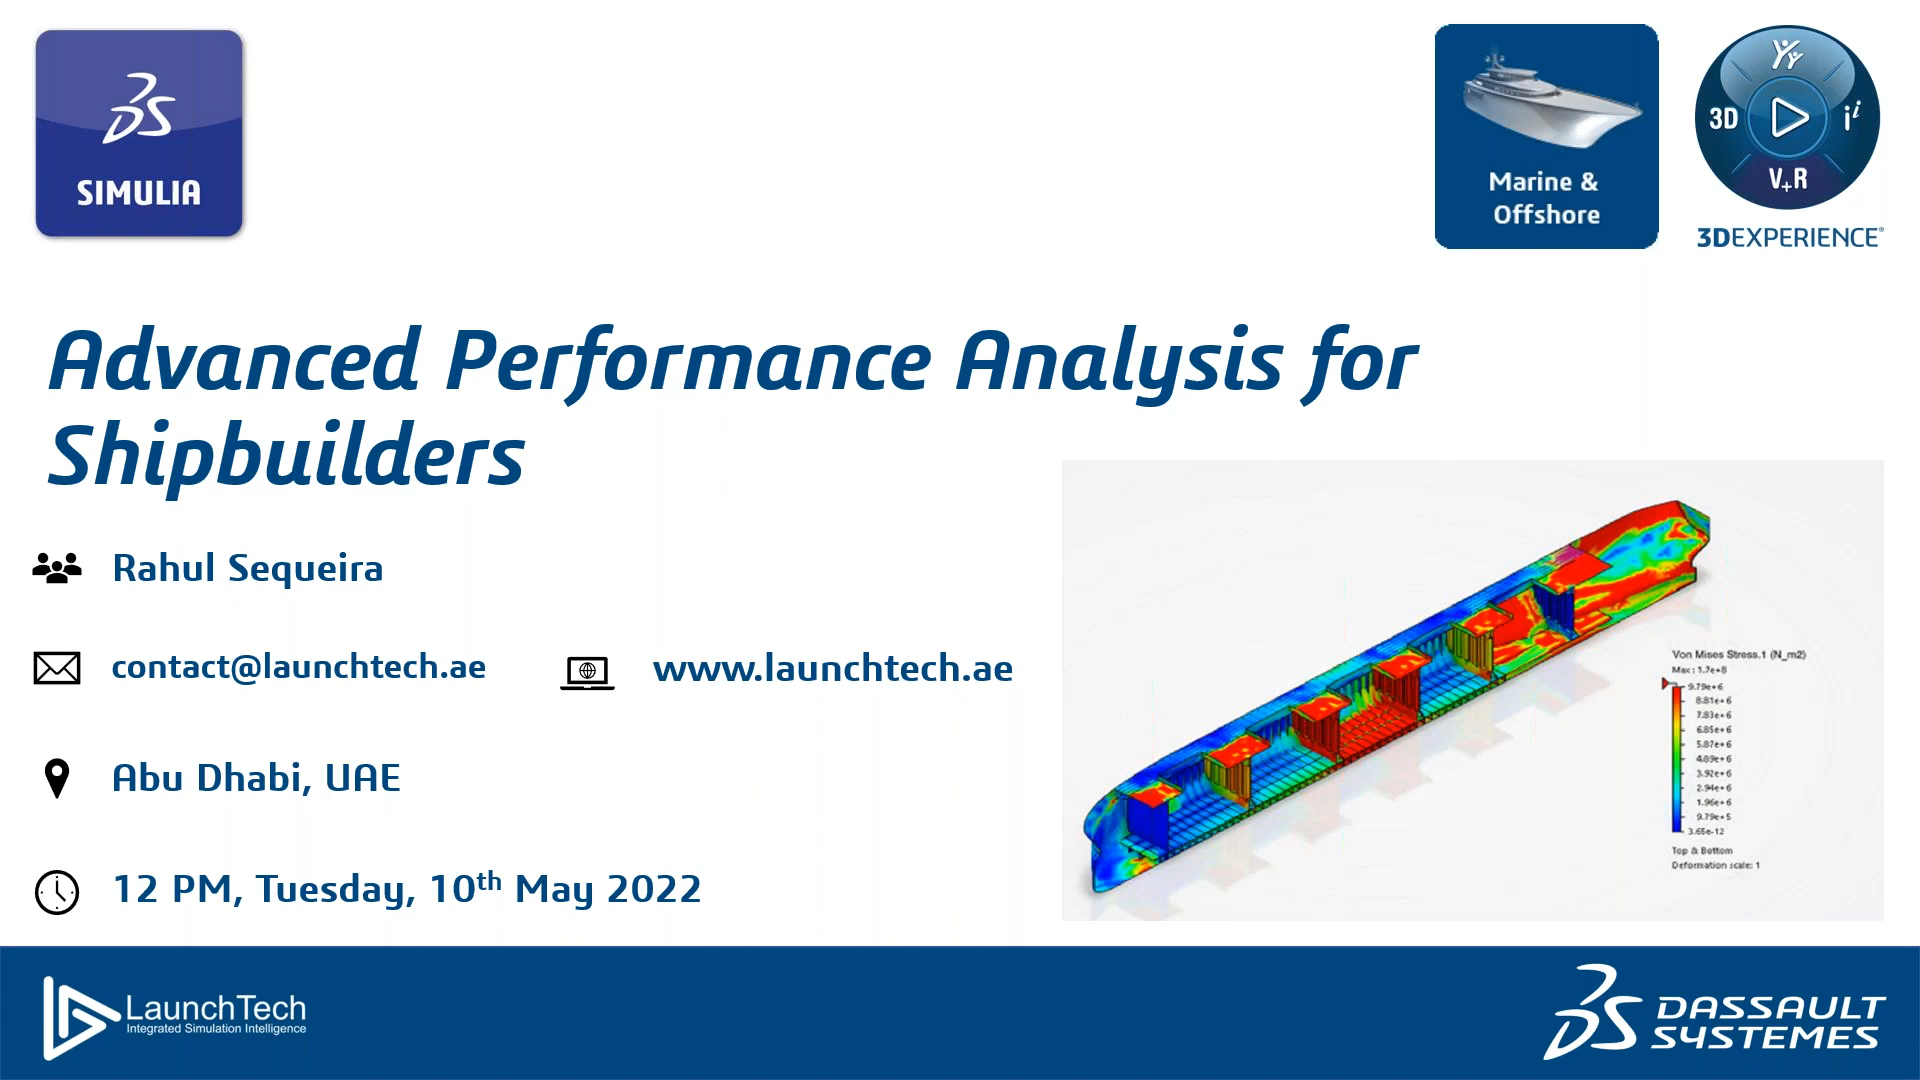 SIMULIA
Marine &
Offshore
3D
i i
V+R
3DEXPERIENCE®
Advanced Performance Analysis for
Shipbuilders
Rahul Sequeira
contact@launchtech.ae
www.launchtech.ae
Abu Dhabi, UAE
12 PM, Tuesday, 10th May 2022
Von Mises Stress.1 (N_m2)
Max: 1.7e+8
9.79e+6
8.81e+6
7.83e+6
6.85e+6
5.87e+6
4.89e+6
3.92e+6
2.94e+6
1.96e+6
9.79e+5
3.65e-12
Top & Bottom
Deformation scale: 1
LaunchTech
Integrated Simulation Intelligence
DASSAULT
SYSTEMES